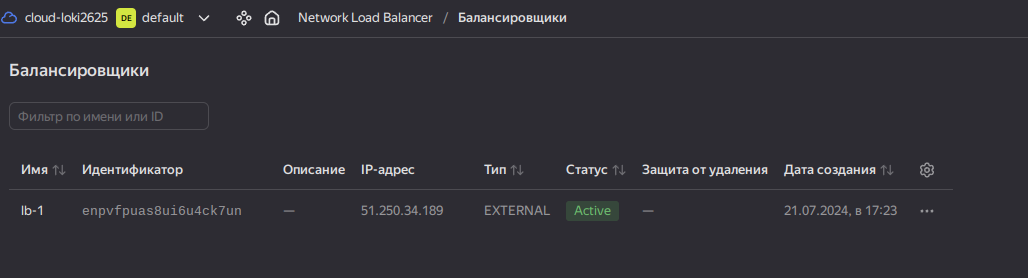 cloud-loki2625 DE default Network Load Balancer / Балансировщики
Балансировщики
Фильтр по имени или ID
Имя Идентификатор Описание IP-адрес Тип Статус Защита от удаления Дата создания
lb-1 enpvfpuas8ui6u4ck7un — 51.250.34.189 EXTERNAL Active — 21.07.2024, в 17:23